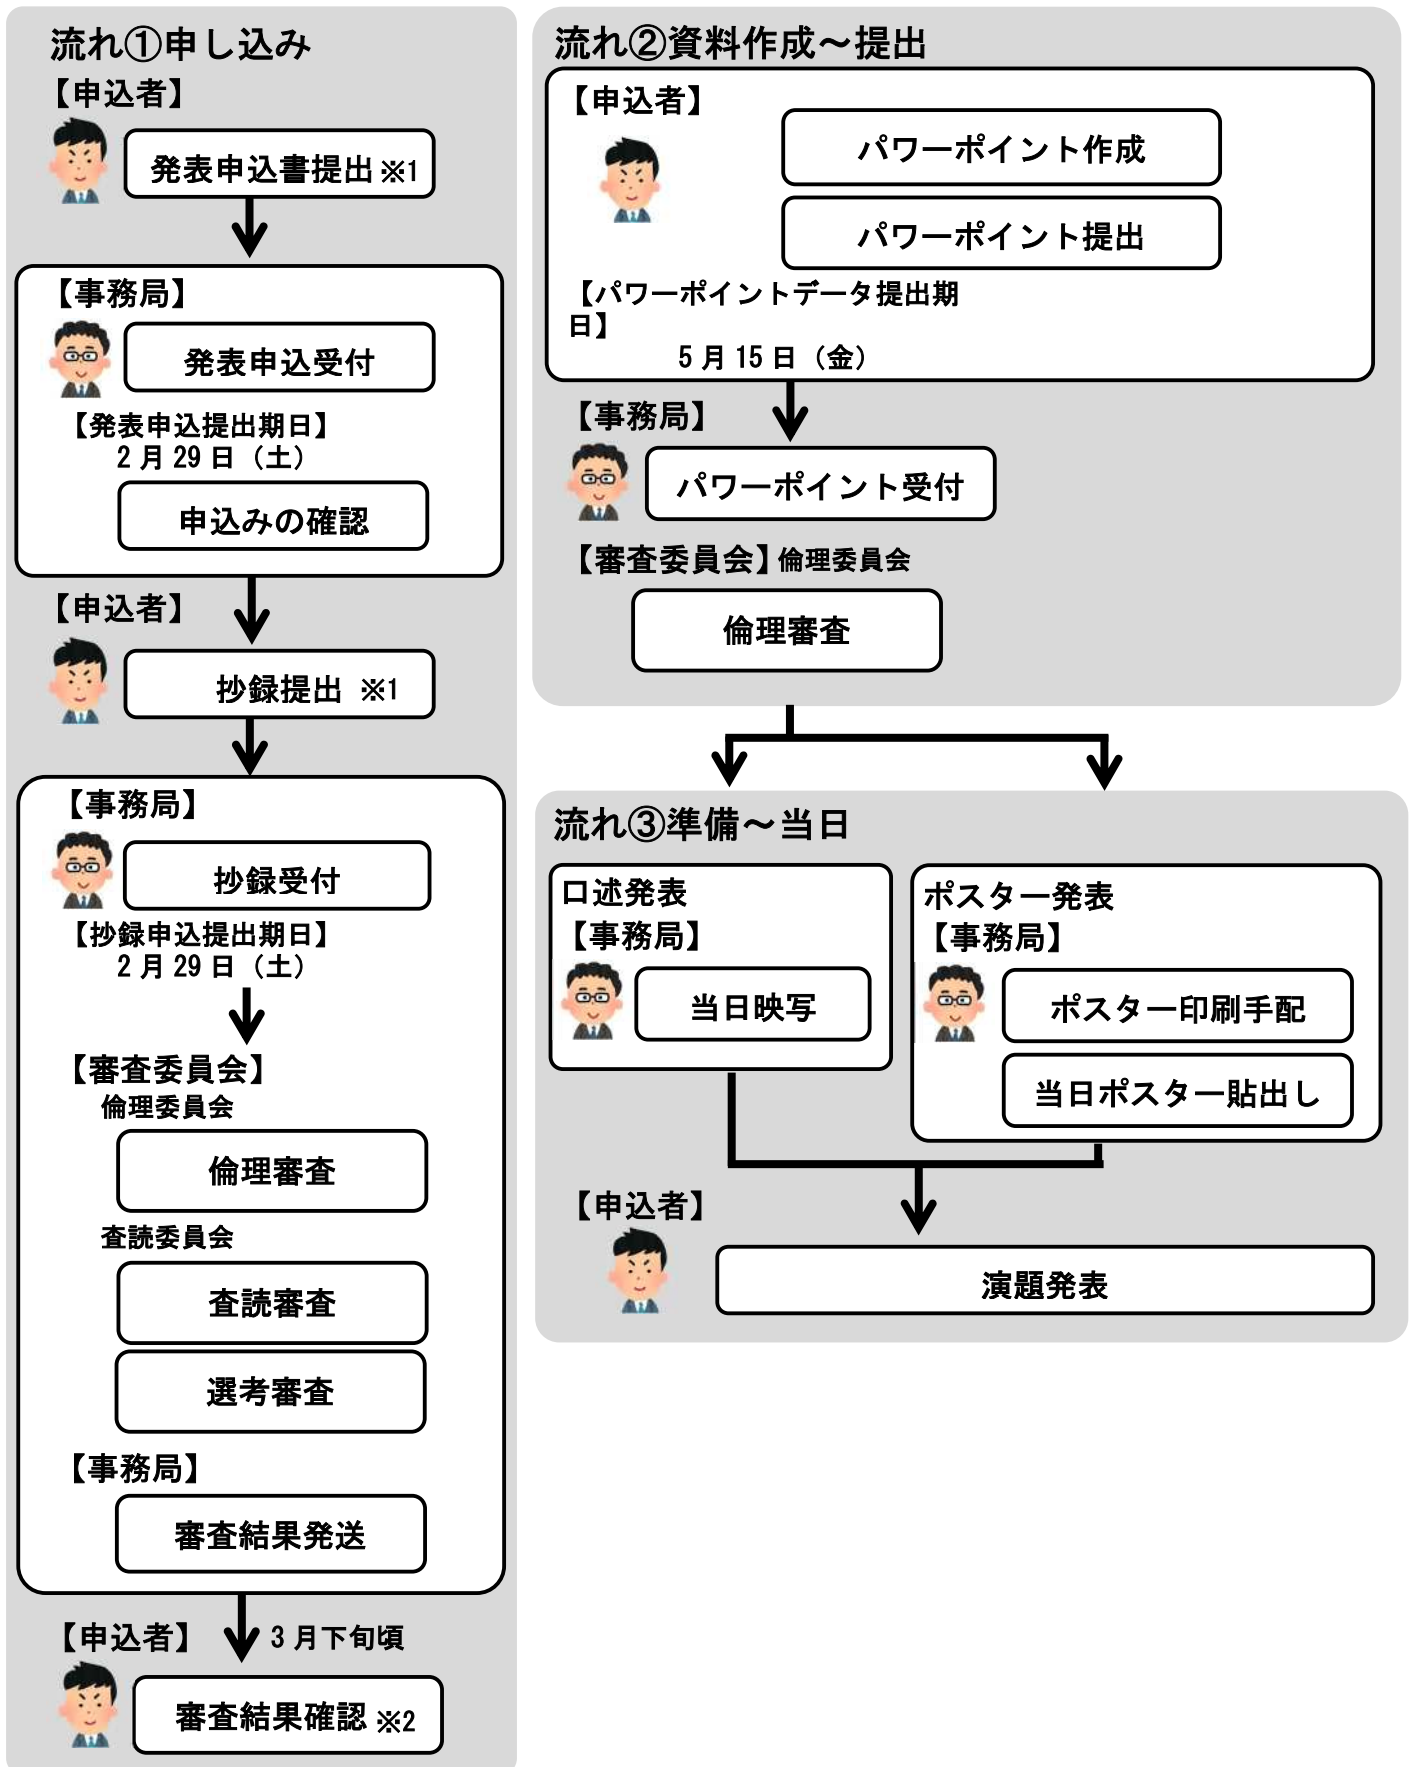 流れ①申し込み
【申込者】
発表申込書提出※1
【事務局】
発表申込受付
【発表申込提出期日】
2月29日（土）
申込みの確認
【申込者】
抄録提出 ※1
【事務局】
抄録受付
【抄録申込提出期日】
2月29日（土）
【審査委員会】
倫理委員会
倫理審査
査読委員会
査読審査
選考審査
【事務局】
審査結果発送
【申込者】
3月下旬頃
審査結果確認※2
流れ②資料作成～提出
【申込者】
パワーポイント作成
パワーポイント提出
【パワーポイントデータ提出期
日】
5月15日（金）
【事務局】
パワーポイント受付
【審査委員会】倫理委員会
倫理審査
流れ③準備～当日
口述発表
【事務局】
当日映写
ポスター発表
【事務局】
ポスター印刷手配
当日ポスター貼出し
【申込者】
演題発表